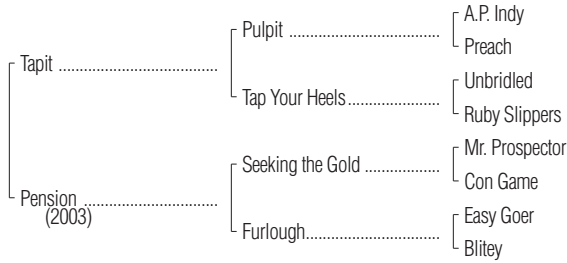 A.P. Indy
Pulpit ........................................
Preach
Tapit ..........................................
Unbridled
Tap Your Heels.........................
Ruby Slippers
Mr. Prospector
Seeking the Gold ....................
Con Game
Pension ...................................
(2003)
Easy Goer
Furlough....................................
Blitey